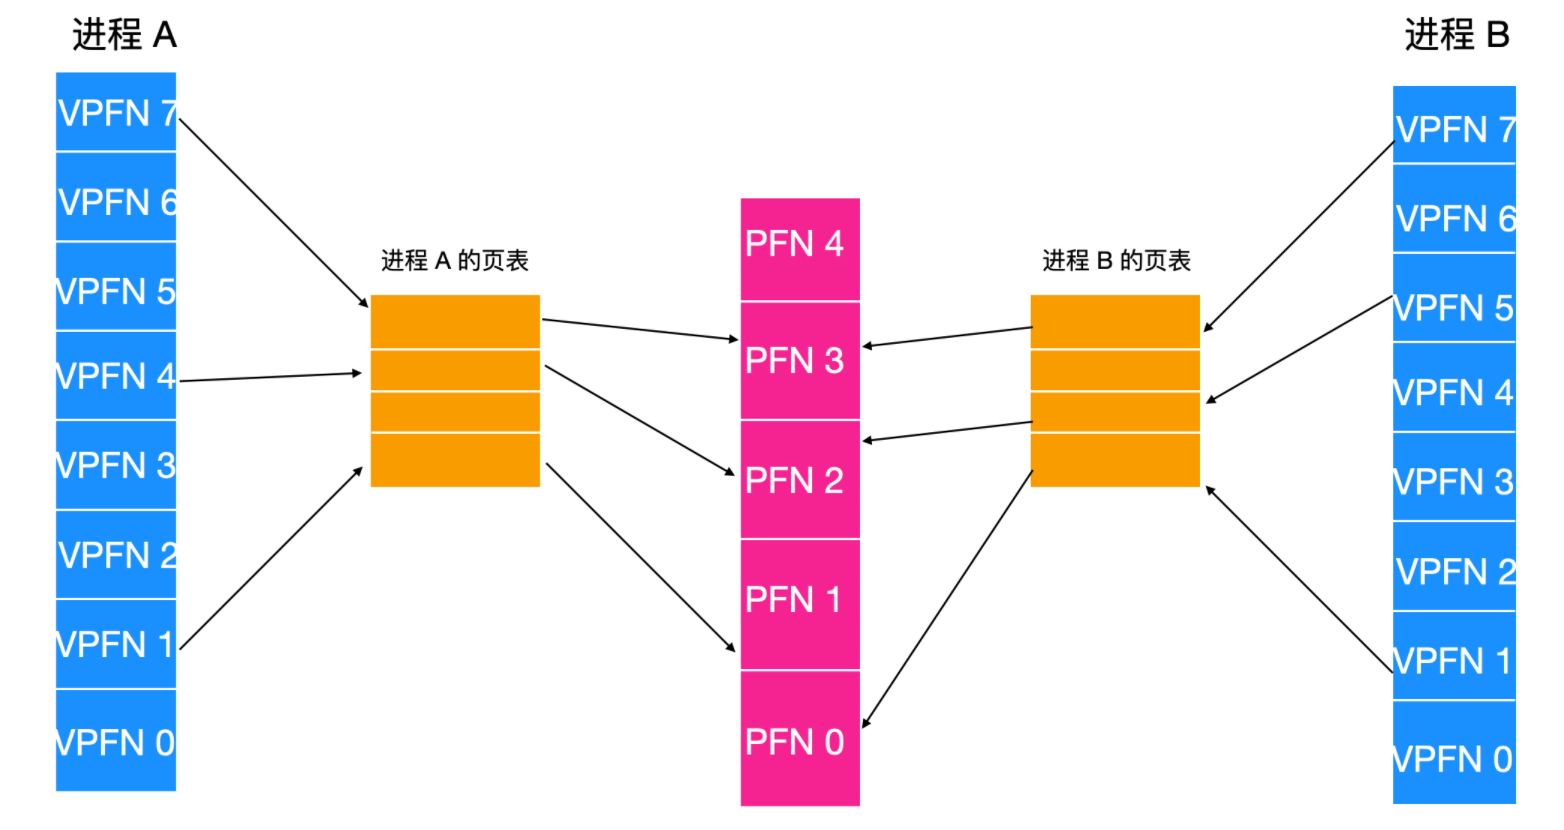 进程 A
进程 B
VPFN 7
VPFN 6
VPFN 5
VPFN 4
VPFN 3
VPFN 2
VPFN 1
VPFN 0
进程 A 的页表
PFN 4
PFN 3
PFN 2
PFN 1
PFN 0
进程 B 的页表
VPFN 7
VPFN 6
VPFN 5
VPFN 4
VPFN 3
VPFN 2
VPFN 1
VPFN 0